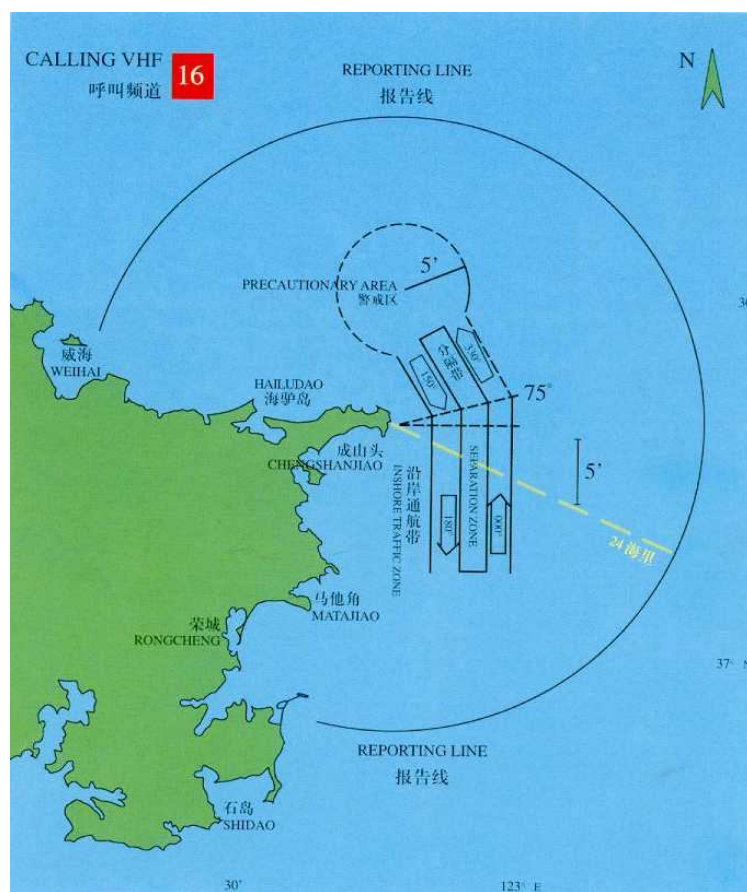 CALLING VHF
呼叫频道
16
REPORTING LINE
报告线
N
5'
PRECAUTIONARY AREA
警戒区
威海
WEIHAI
150°
分隔带
330°
HAILUDAO
海驴岛
75°
成山头
CHENGSHANJIAO
沿岸通航带
INSHORE TRAFFIC ZONE
180°
SEPARATION ZONE
000°
5'
24 海里
马他角
MATAJIAO
荣城
RONGCHENG
37° N
REPORTING LINE
报告线
石岛
SHIDAO
30'
123° E